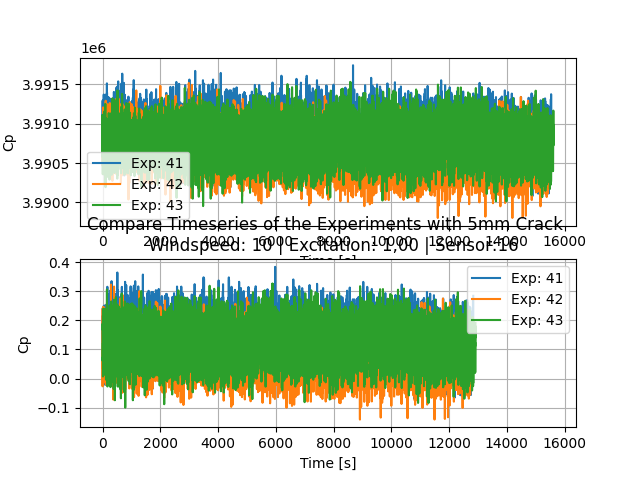 1e6
3.9915
3.9910
3.9905
3.9900
Cp
Exp: 41
Exp: 42
Exp: 43
0 2000 4000 6000 8000 10000 12000 14000 16000
Time [s]
Compare Timeseries of the Experiments with 5mm Crack
Windspeed: 10 | Excitation: 1,00 | Sensor:16
0.4
0.3
0.2
0.1
0.0
−0.1
Cp
Exp: 41
Exp: 42
Exp: 43
0 2000 4000 6000 8000 10000 12000 14000 16000
Time [s]